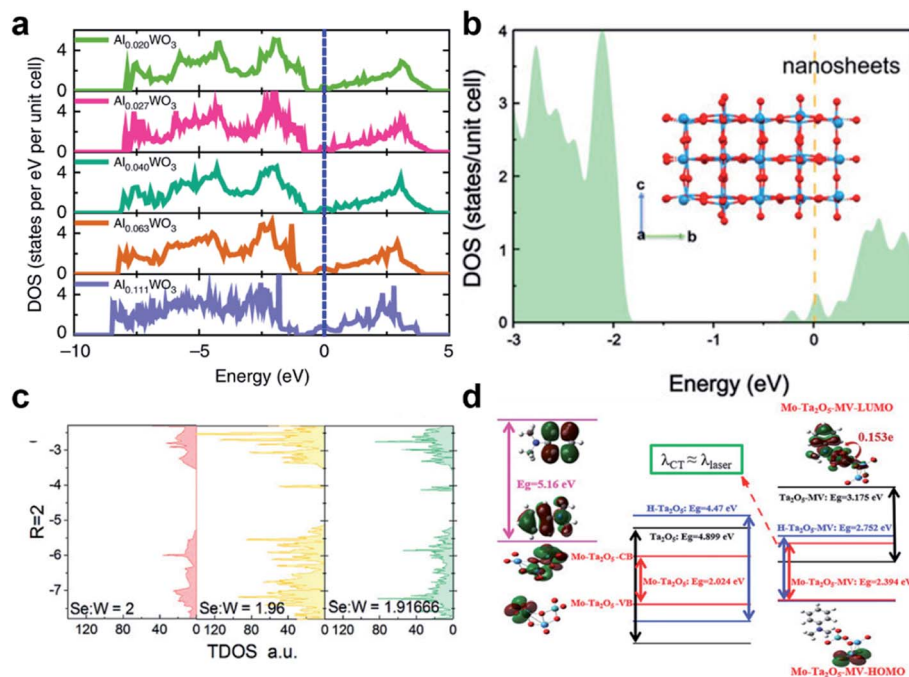 a
DOS (states per eV per unit cell)
4
2
0
Al0.020WO3
4
2
0
Al0.027WO3
4
2
0
Al0.040WO3
4
2
0
Al0.063WO3
4
2
0
Al0.111WO3
−10
−5
0
5
Energy (eV)
b
DOS (states/unit cell)
4
3
2
1
0
nanosheets
c
a
b
-3
-2
-1
0
Energy (eV)
c
R=2
-3
-5
-6
-7
Se:W = 2
Se:W = 1.96
Se:W = 1.91666
120 80 40 0
120 80 40 0
120 80 40 0
TDOS a.u.
d
Eg=5.16 eV
λCT ≈ λlaser
Mo-Ta2O5-MV-LUMO
0.153e
Ta2O5-MV: Eg=3.175 eV
H-Ta2O5: Eg=4.47 eV
H-Ta2O5-MV: Eg=2.752 eV
Ta2O5: Eg=4.899 eV
Mo-Ta2O5-CB
Mo-Ta2O5: Eg=2.024 eV
Mo-Ta2O5-MV: Eg=2.394 eV
Mo-Ta2O5-VB
Mo-Ta2O5-MV-HOMO